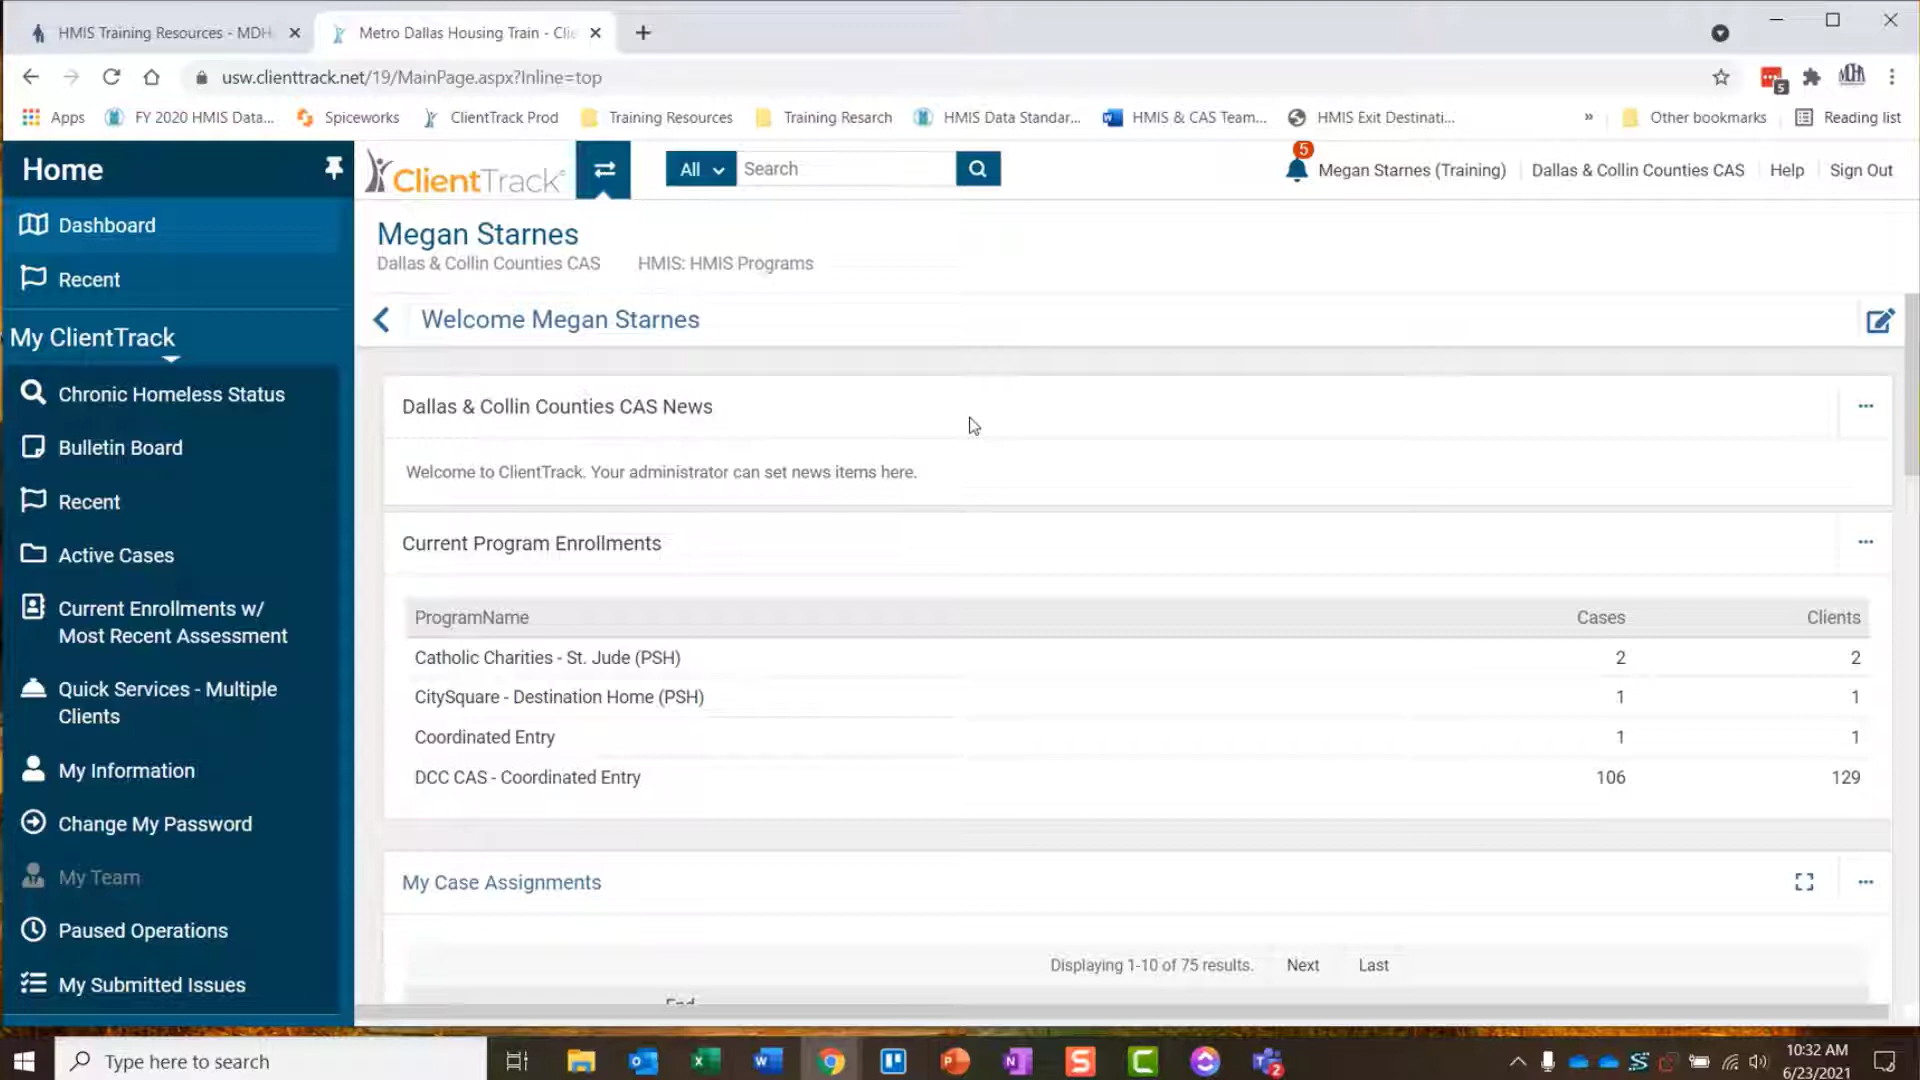 HMIS Training Resources - MDH
Metro Dallas Housing Train - Clie
usw.clienttrack.net/19/MainPage.aspx?Inline=top
5
Apps
FY 2020 HMIS Data...
Spiceworks
ClientTrack Prod
Training Resources
Training Resarch
HMIS Data Standar...
HMIS & CAS Team...
HMIS Exit Destinati...
»
Other bookmarks
Reading list
Home
ClientTrack
All
Search
5
Megan Starnes (Training)
Dallas & Collin Counties CAS
Help
Sign Out
Dashboard
Recent
My ClientTrack
Chronic Homeless Status
Bulletin Board
Recent
Active Cases
Current Enrollments w/
Most Recent Assessment
Quick Services - Multiple
Clients
My Information
Change My Password
My Team
Paused Operations
My Submitted Issues
Megan Starnes
Dallas & Collin Counties CAS HMIS: HMIS Programs
Welcome Megan Starnes
Dallas & Collin Counties CAS News
Welcome to ClientTrack. Your administrator can set news items here.
Current Program Enrollments
ProgramName Cases Clients
Catholic Charities - St. Jude (PSH) 2 2
CitySquare - Destination Home (PSH) 1 1
Coordinated Entry 1 1
DCC CAS - Coordinated Entry 106 129
My Case Assignments
Displaying 1-10 of 75 results. Next Last
End
Type here to search
2
10:32 AM
6/23/2021